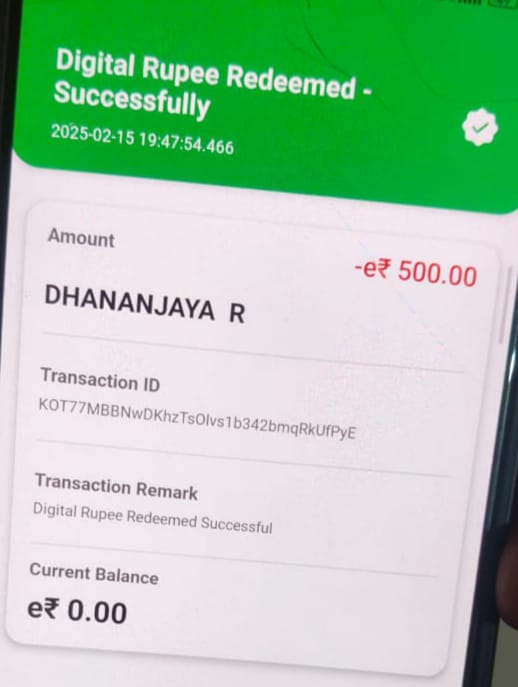 Digital Rupee Redeemed -
Successfully
2025-02-15 19:47:54.466
Amount
-e₹ 500.00
DHANANJAYA R
Transaction ID
KOT77MBBNwDKhzTsOlvs1b342bmqRkUfPyE
Transaction Remark
Digital Rupee Redeemed Successful
Current Balance
e₹ 0.00